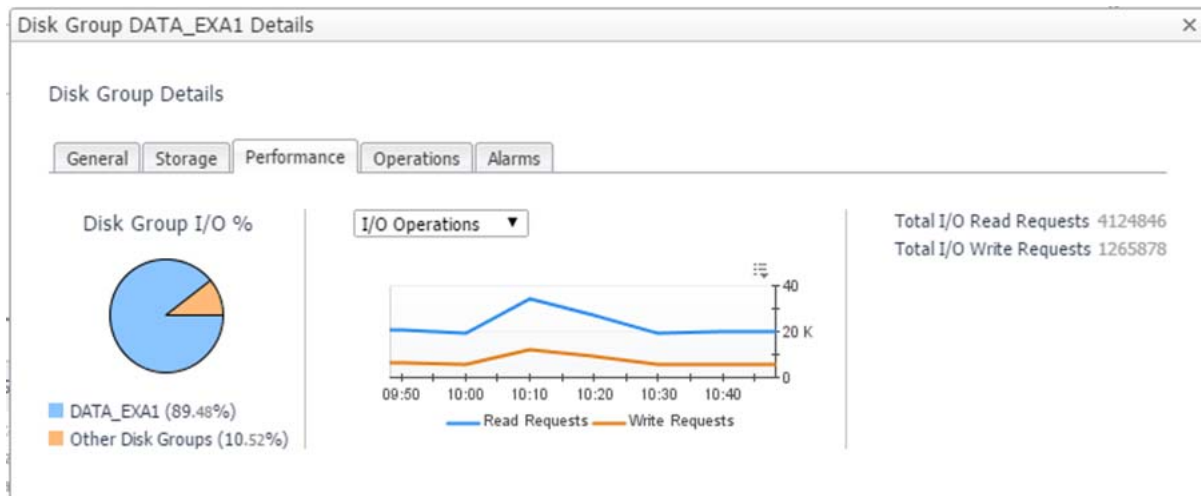 Disk Group DATA_EXA1 Details ×
Disk Group Details
General Storage Performance Operations Alarms
Disk Group I/O %
DATA_EXA1 (89.48%)
Other Disk Groups (10.52%)
I/O Operations ▼
40
20 K
0
09:50 10:00 10:10 10:20 10:30 10:40
Read Requests Write Requests
Total I/O Read Requests 4124846
Total I/O Write Requests 1265878